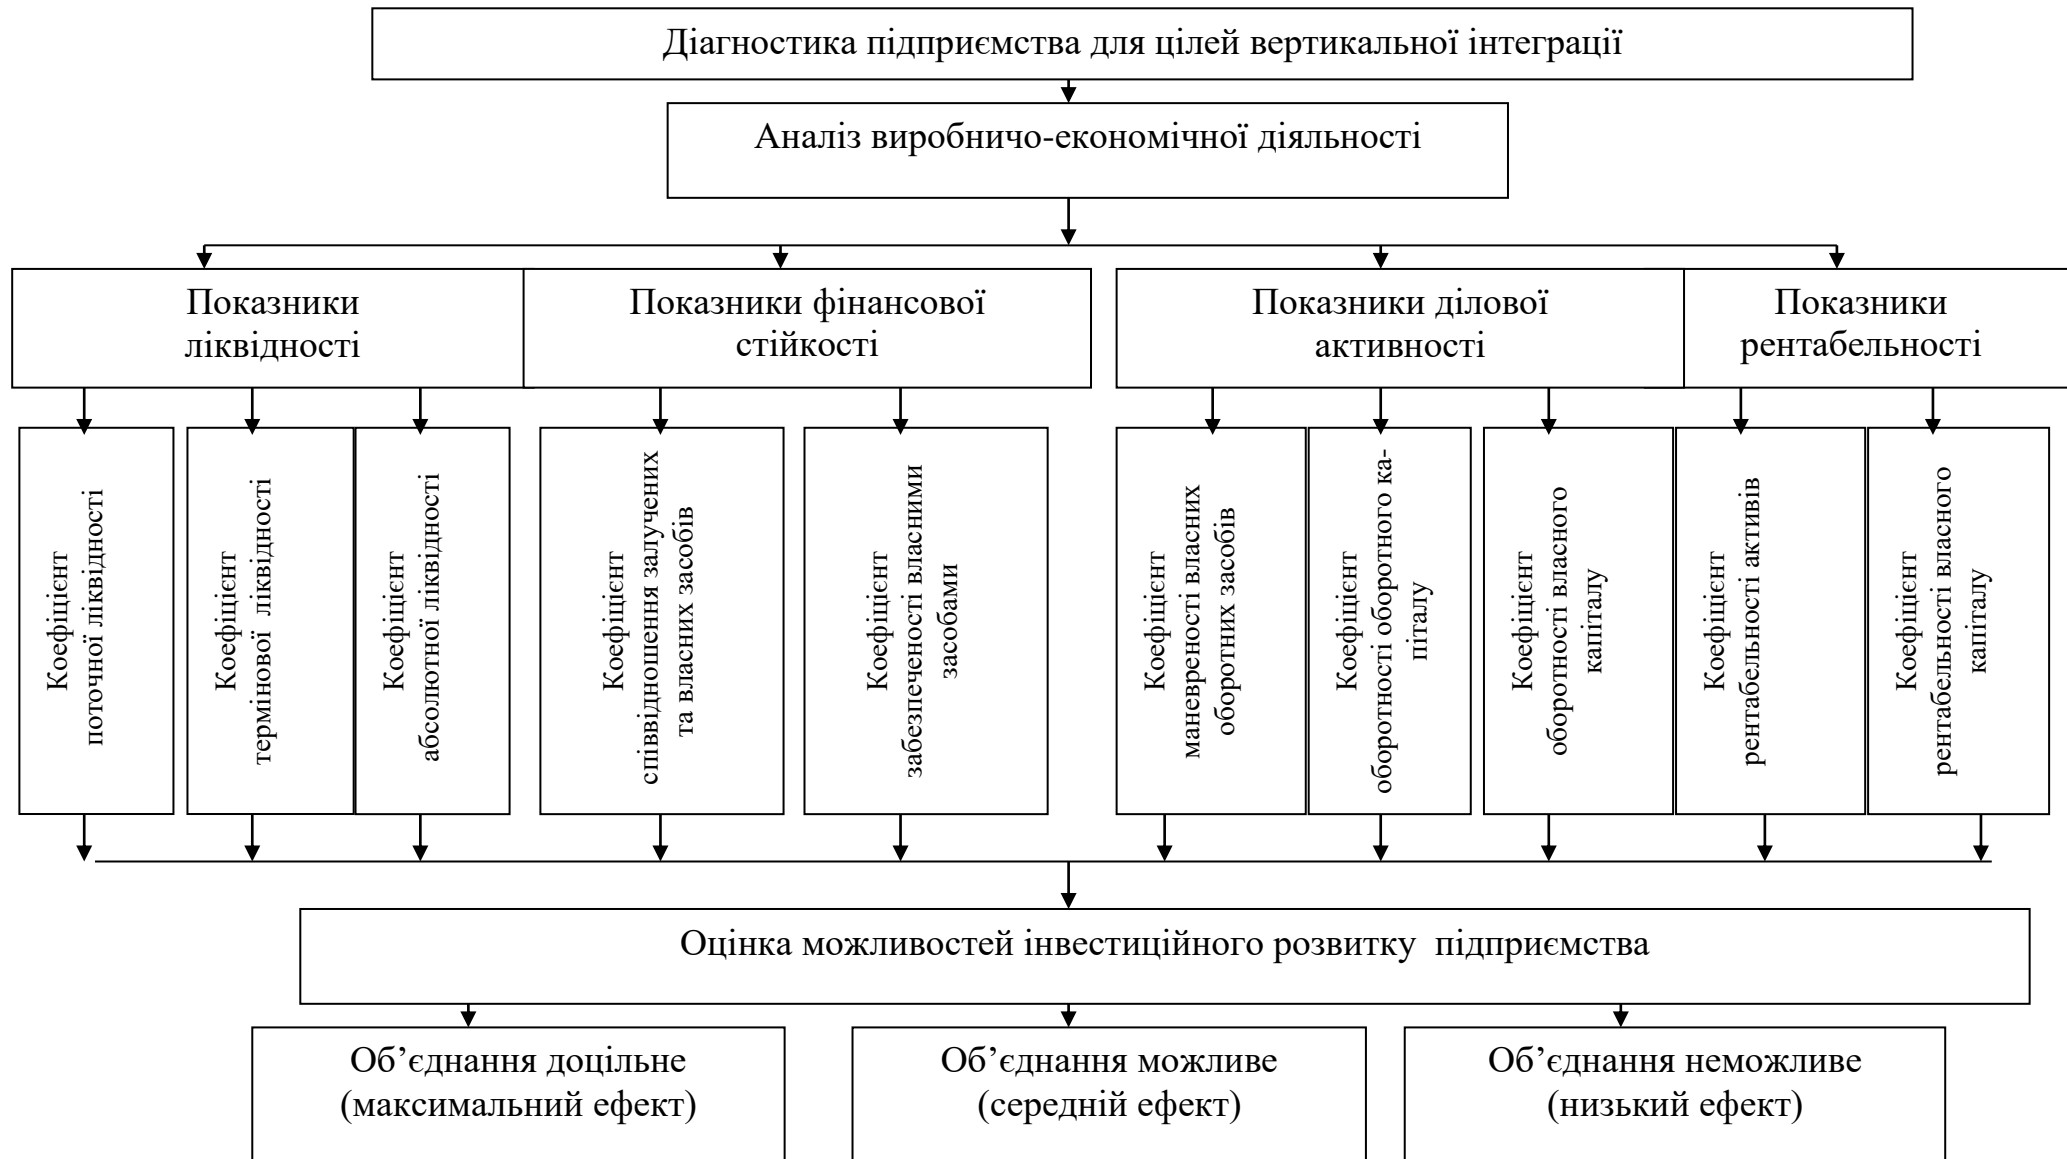 Діагностика підприємства для цілей вертикальної інтеграції
Аналіз виробничо-економічної діяльності
Показники
ліквідності
Показники фінансової
стійкості
Показники ділової
активності
Показники
рентабельності
Коефіцієнт
поточної ліквідності
Коефіцієнт
термінової  ліквідності
Коефіцієнт
абсолютної ліквідності
Коефіцієнт
співвідношення залучених
та власних засобів
Коефіцієнт
забезпеченості власними
засобами
Коефіцієнт
маневреності власних
оборотних засобів
Коефіцієнт
оборотності оборотного ка-
піталу
Коефіцієнт
оборотності власного
капіталу
Коефіцієнт
рентабельності активів
Коефіцієнт
рентабельності власного
капіталу
Оцінка можливостей інвестиційного розвитку  підприємства
Об’єднання доцільне
(максимальний ефект)
Об’єднання можливе
(середній ефект)
Об’єднання неможливе
(низький ефект)